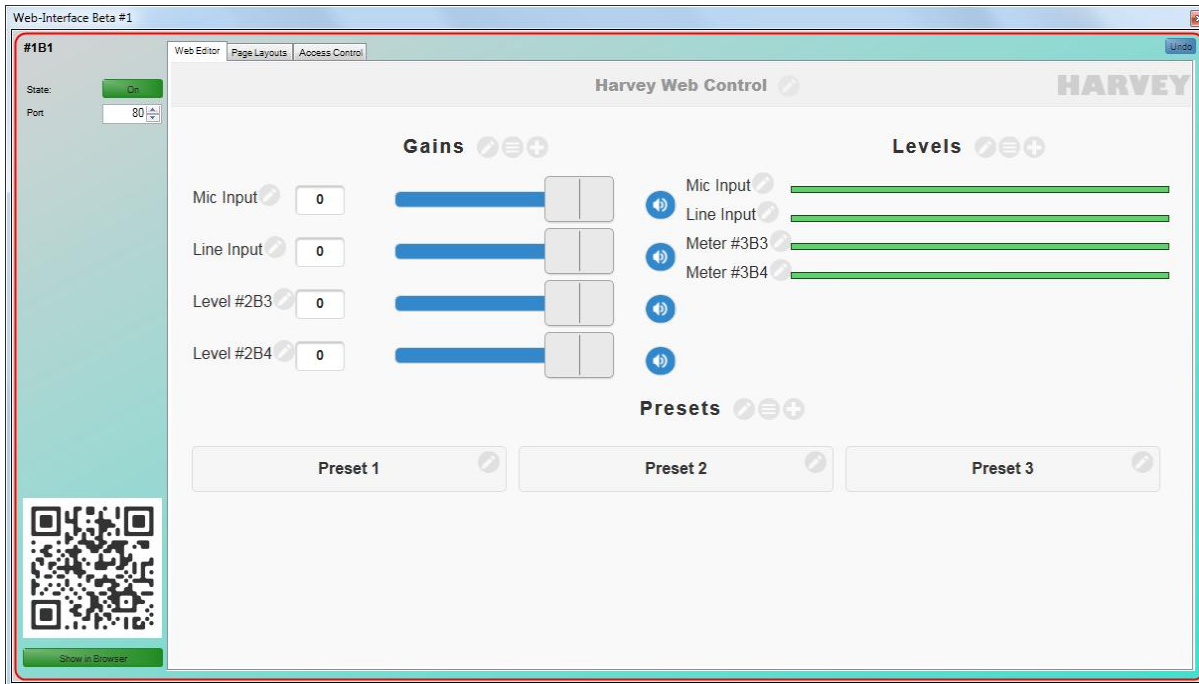 Web-Interface Beta #1
#1B1
State: On
Port 80
Web Editor Page Layouts Access Control
Undo
Harvey Web Control
HARVEY
Gains
Mic Input 0
Line Input 0
Level #2B3 0
Level #2B4 0
Levels
Mic Input
Line Input
Meter #3B3
Meter #3B4
Presets
Preset 1 Preset 2 Preset 3
Show in Browser